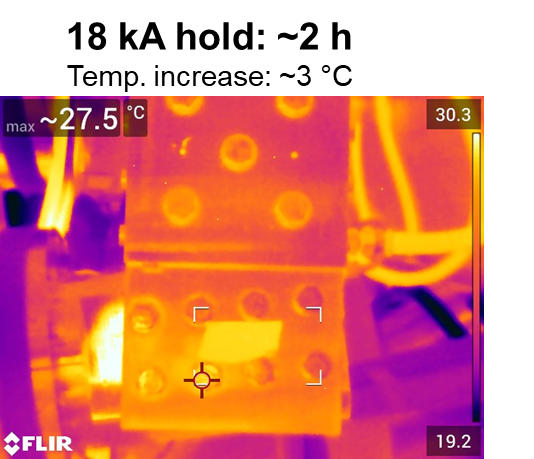 18 kA hold: ~2 h
Temp. increase: ~3 °C
max ~27.5 °C
30.3
19.2
FLIR